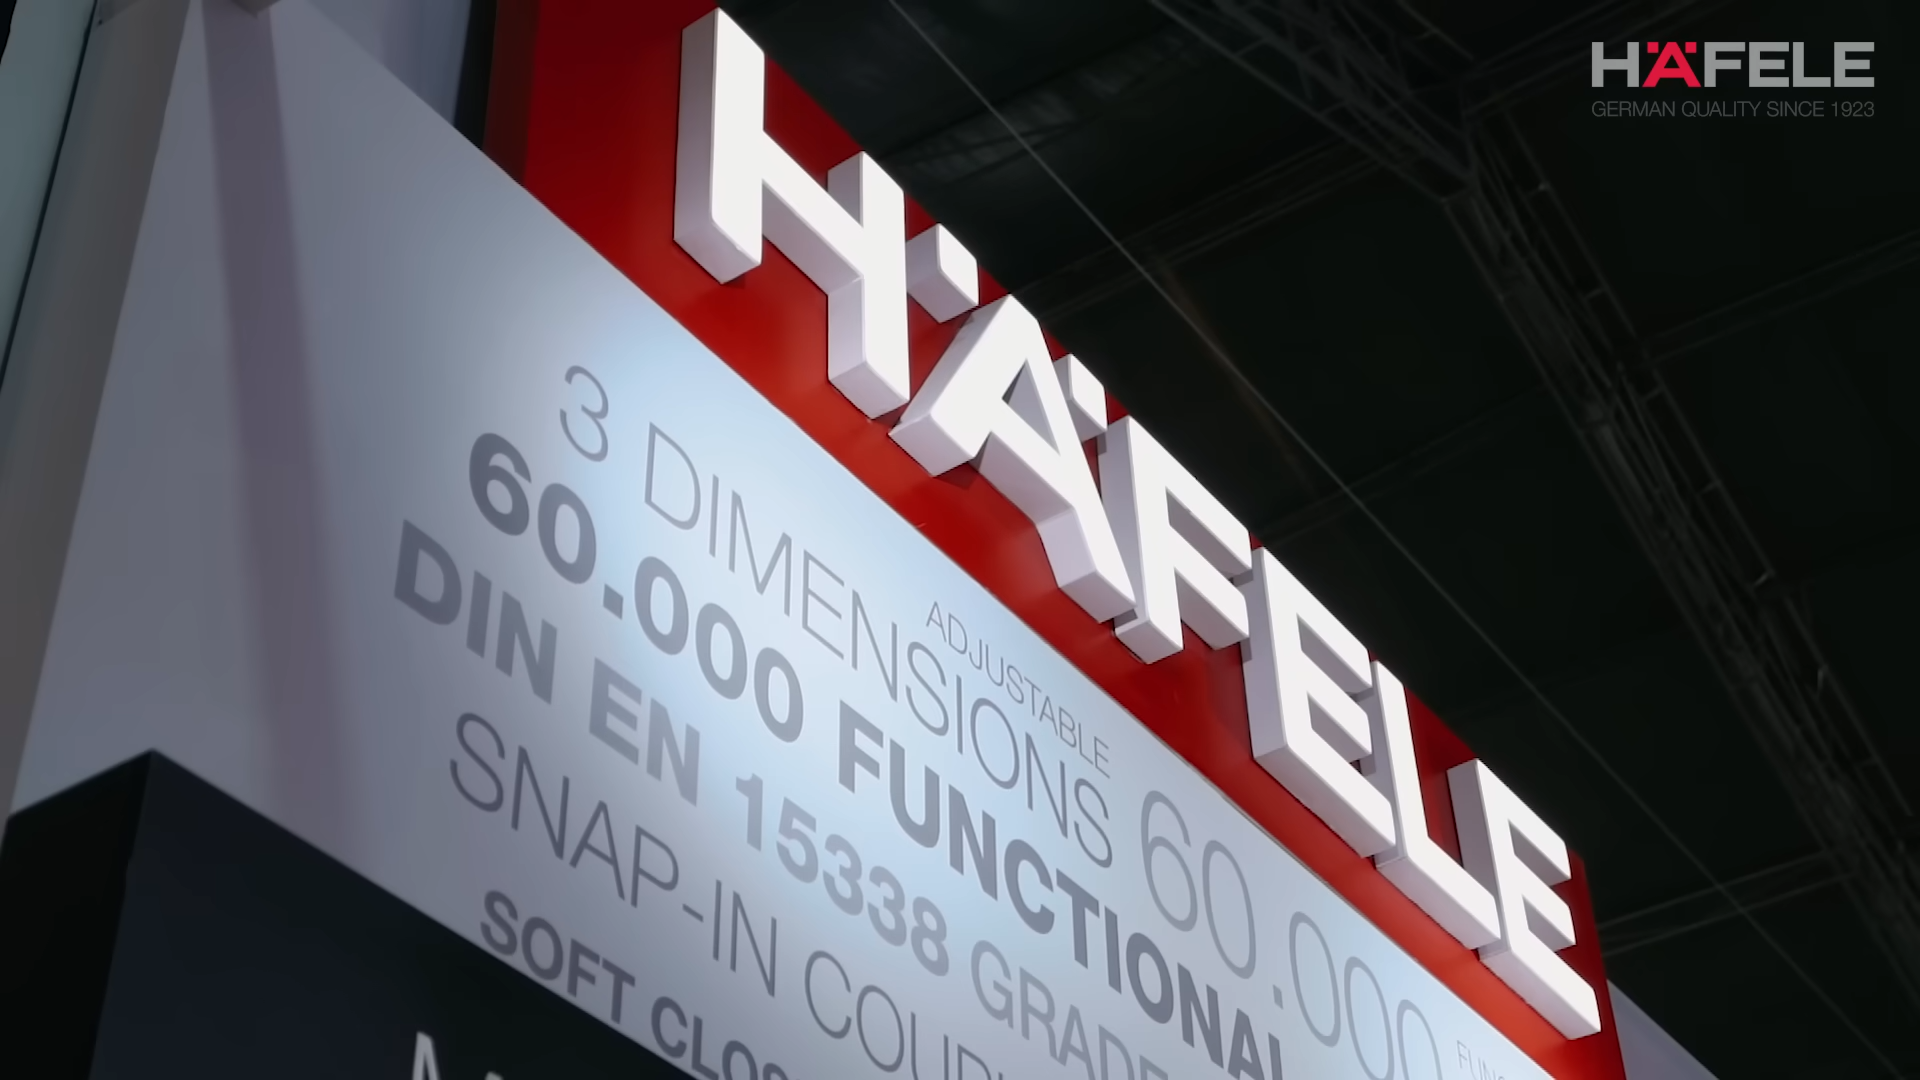 HÄFELE
GERMAN QUALITY SINCE 1923
HÄFELE
ADJUSTABLE
3 DIMENSIONS 60.000
60.000 FUNCTIONAL
DIN EN 15338 GRADE
SNAP-IN
SOFT